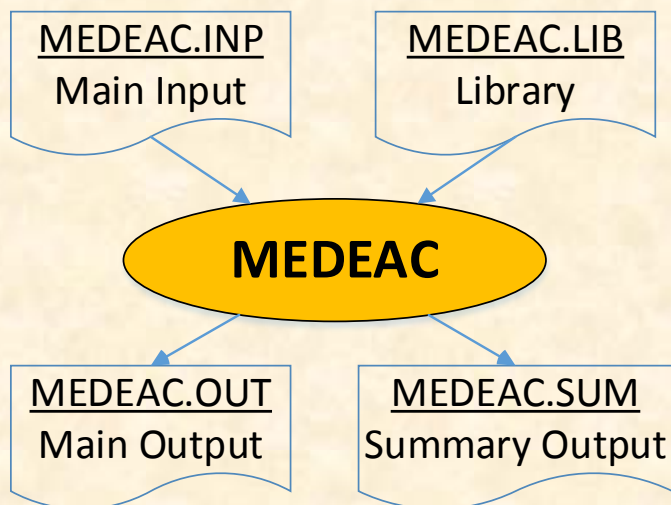 MEDEAC.INP
Main Input
MEDEAC.LIB
Library
MEDEAC
MEDEAC.OUT
Main Output
MEDEAC.SUM
Summary Output